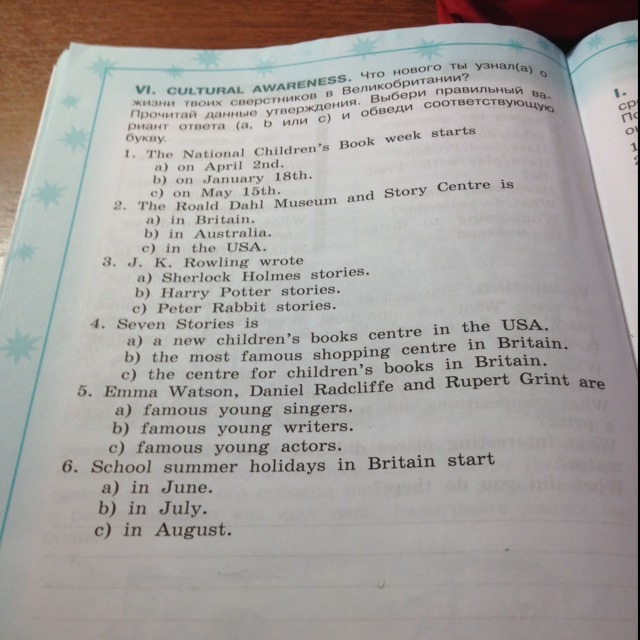 VI. CULTURAL AWARENESS. Что нового ты узнал(а) о
жизни твоих сверстников в Великобритании?
Прочитай данные утверждения. Выбери правильный ва-
риант ответа (a, b или c) и обведи соответствующую
букву.
1. The National Children's Book week starts
a) on April 2nd.
b) on January 18th.
c) on May 15th.
2. The Roald Dahl Museum and Story Centre is
a) in Britain.
b) in Australia.
c) in the USA.
3. J. K. Rowling wrote
a) Sherlock Holmes stories.
b) Harry Potter stories.
c) Peter Rabbit stories.
4. Seven Stories is
a) a new children's books centre in the USA.
b) the most famous shopping centre in Britain.
c) the centre for children's books in Britain.
5. Emma Watson, Daniel Radcliffe and Rupert Grint are
a) famous young singers.
b) famous young writers.
c) famous young actors.
6. School summer holidays in Britain start
a) in June.
b) in July.
c) in August.
I.